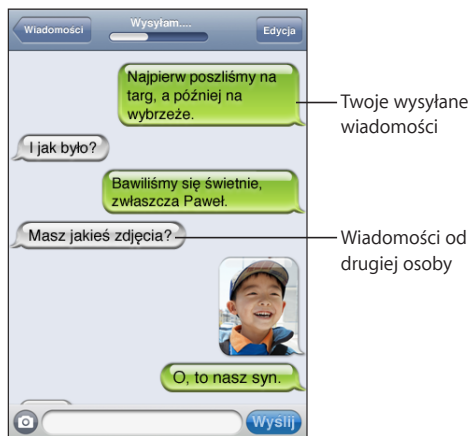 Wiadomości
Wysyłam....
Edycja
Najpierw poszliśmy na
targ, a później na
wybrzeże.
Twoje wysyłane
wiadomości
I jak było?
Bawiliśmy się świetnie,
zwłaszcza Paweł.
Masz jakieś zdjęcia?
Wiadomości od
drugiej osoby
O, to nasz syn.
Wyślij